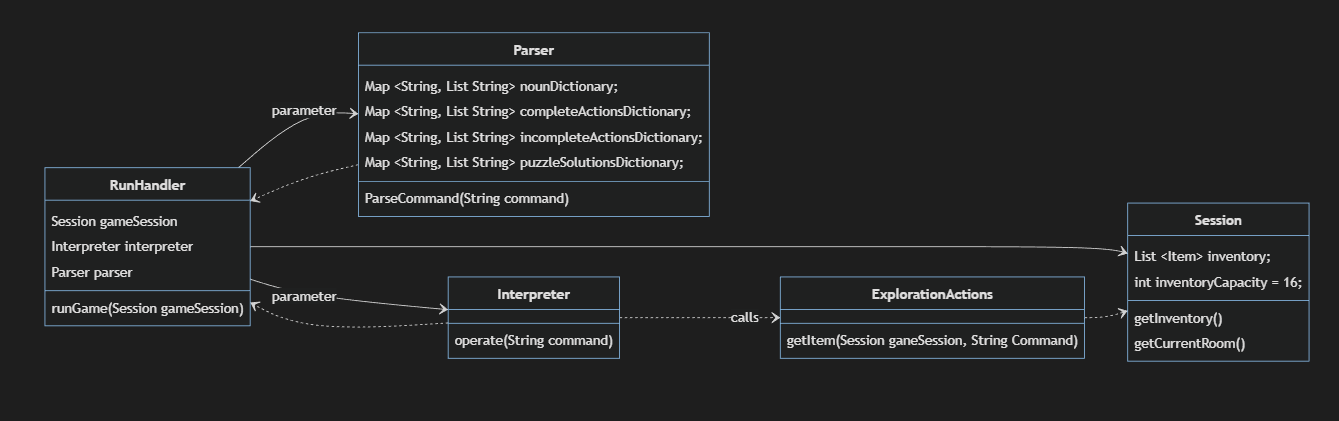 Parser
Map <String, List String> nounDictionary;
Map <String, List String> completeActionsDictionary;
Map <String, List String> incompleteActionsDictionary;
Map <String, List String> puzzleSolutionsDictionary;
ParseCommand(String command)
parameter
RunHandler
Session gameSession
Interpreter interpreter
Parser parser
runGame(Session gameSession)
parameter
Interpreter
operate(String command)
calls
ExplorationActions
getItem(Session ganeSession, String Command)
Session
List <Item> inventory;
int inventoryCapacity = 16;
getInventory()
getCurrentRoom()